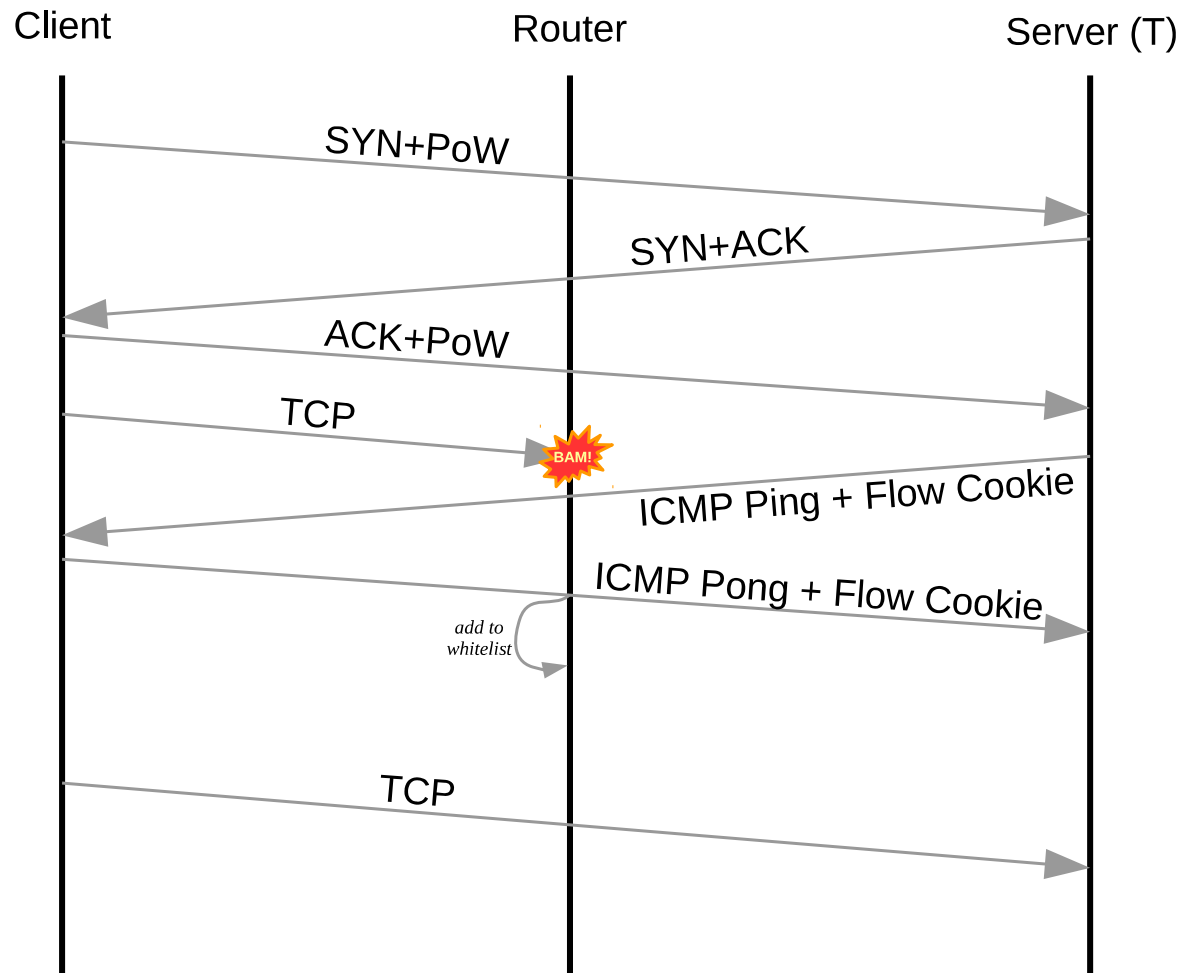 Client
Router
Server (T)
SYN+PoW
SYN+ACK
ACK+PoW
TCP
BAM!
ICMP Ping + Flow Cookie
ICMP Pong + Flow Cookie
add to
whitelist
TCP